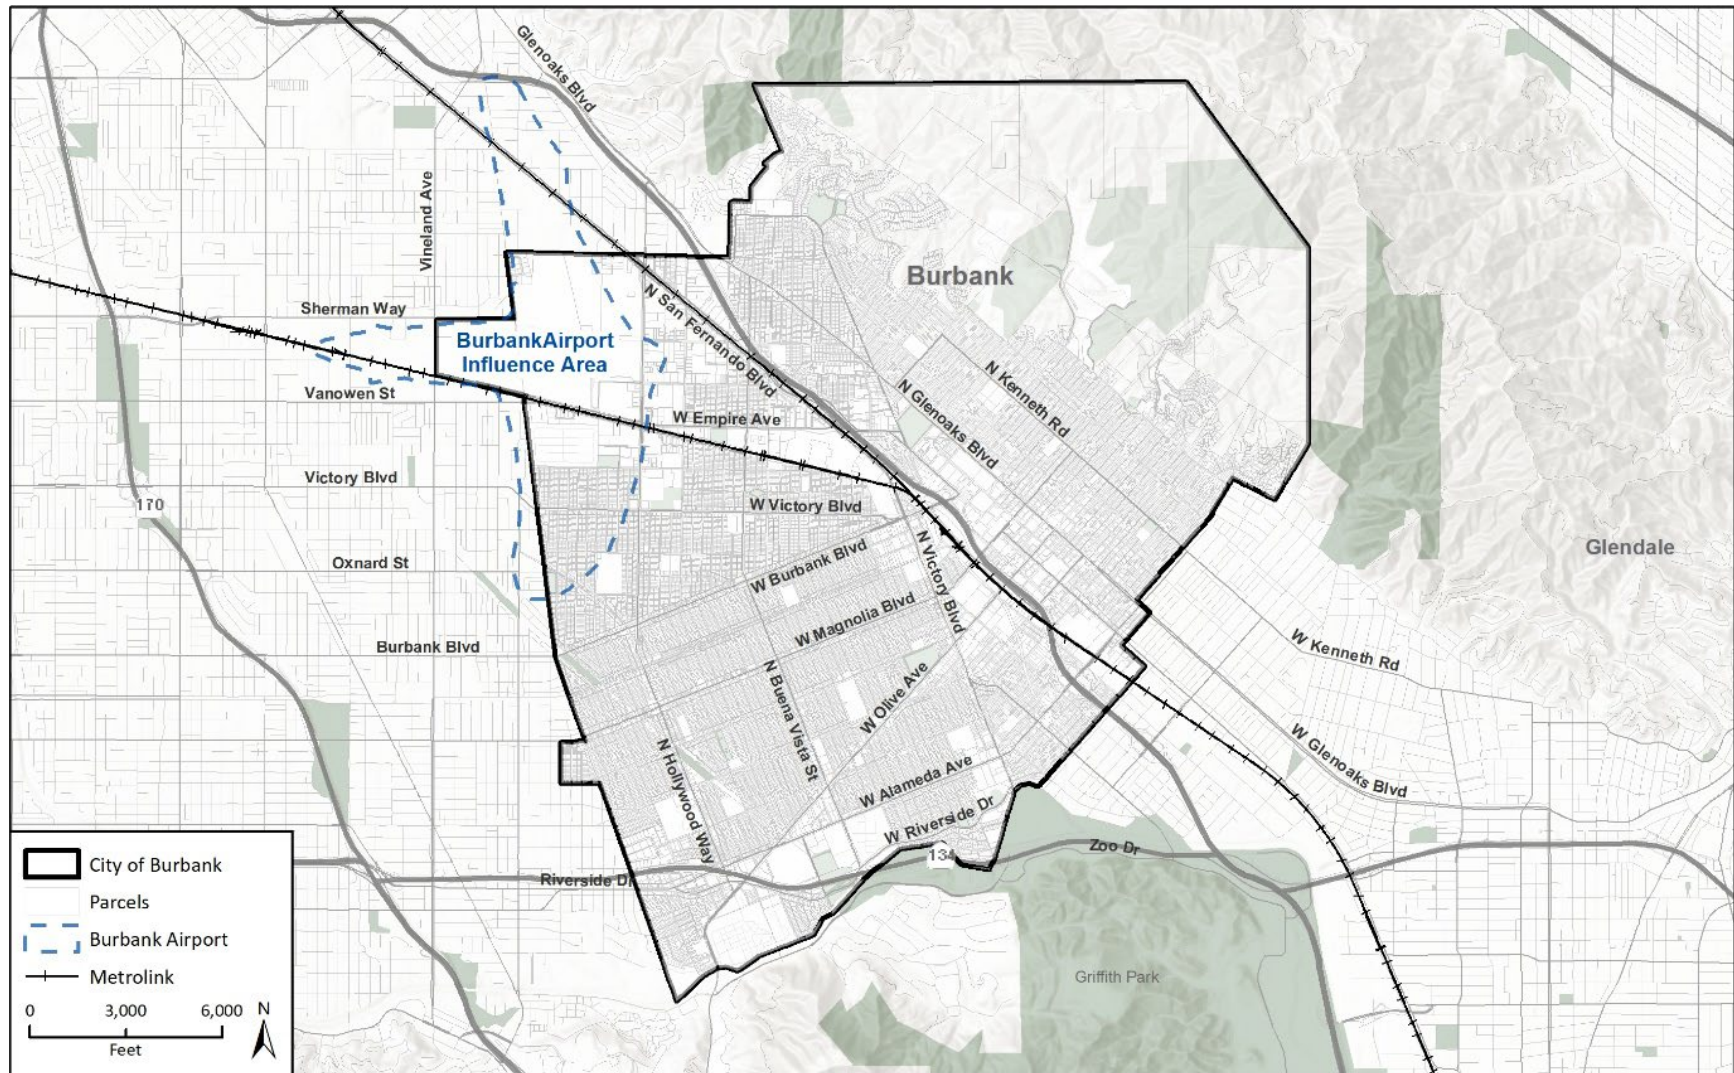 Glenoaks Blvd
Vineland Ave
Burbank
Sherman Way
N San Fernando Blvd
BurbankAirport
Influence Area
N Kenneth Rd
N Glenoaks Blvd
Vanowen St
W Empire Ave
Victory Blvd
W Victory Blvd
170
Glendale
Oxnard St
W Burbank Blvd
N Victory Blvd
W Magnolia Blvd
Burbank Blvd
W Kenneth Rd
N Buena Vista St
W Olive Ave
N Hollywood Way
W Glenoaks Blvd
W Alameda Ave
W Riverside Dr
134
Zoo Dr
Riverside Dr
Griffith Park
City of Burbank
Parcels
Burbank Airport
Metrolink
0 3,000 6,000
Feet
N